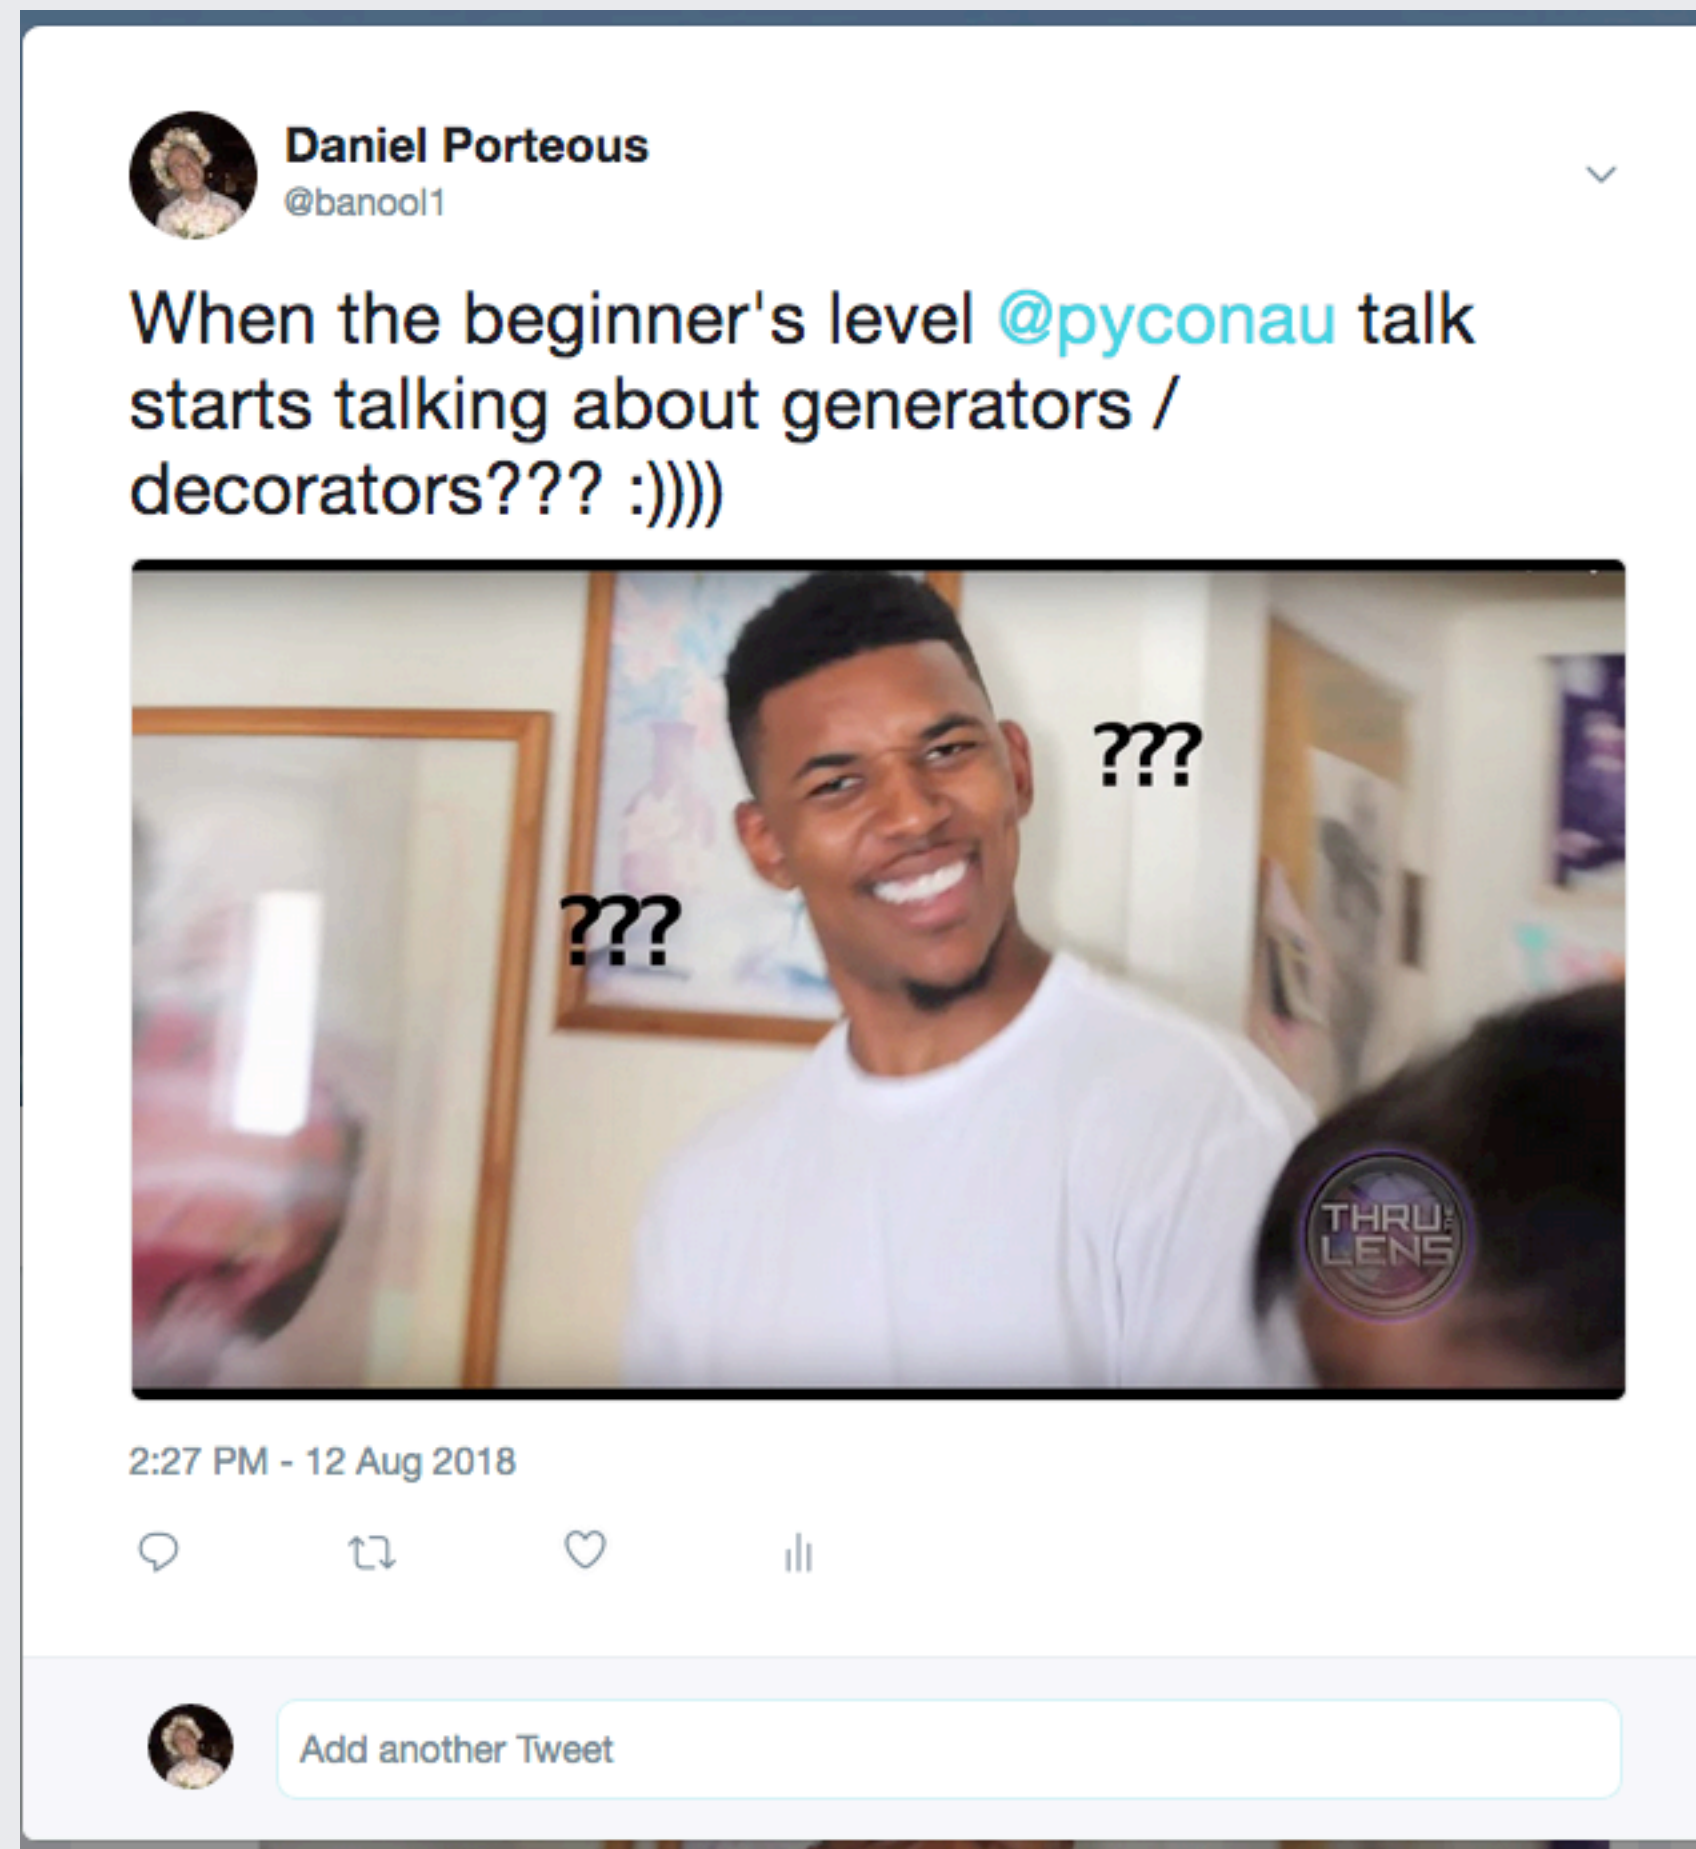 Daniel Porteous
@banool1
When the beginner's level @pyconau talk
starts talking about generators /
decorators??? :))))
???
???
THRU THE
LENS
2:27 PM - 12 Aug 2018
Add another Tweet